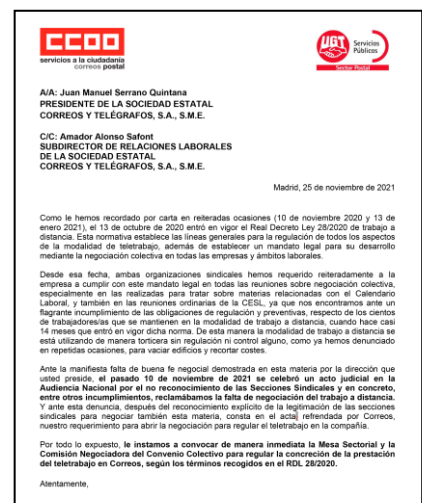 CCOO
servicios a la ciudadanía
correos postal
UGT
Servicios
Públicos
Sector Postal
A/A: Juan Manuel Serrano Quintana
PRESIDENTE DE LA SOCIEDAD ESTATAL
CORREOS Y TELÉGRAFOS, S.A., S.M.E.
C/C: Amador Alonso Safont
SUBDIRECTOR DE RELACIONES LABORALES
DE LA SOCIEDAD ESTATAL
CORREOS Y TELÉGRAFOS, S.A., S.M.E.
Madrid, 25 de noviembre de 2021
Como le hemos recordado por carta en reiteradas ocasiones (10 de noviembre 2020 y 13 de
enero 2021), el 13 de octubre de 2020 entró en vigor el Real Decreto Ley 28/2020 de trabajo a
distancia. Esta normativa establece las líneas generales para la regulación de todos los aspectos
de la modalidad de teletrabajo, además de establecer un mandato legal para su desarrollo
mediante la negociación colectiva en todas las empresas y ámbitos laborales.
Desde esa fecha, ambas organizaciones sindicales hemos requerido reiteradamente a la
empresa a cumplir con este mandato legal en todas las reuniones sobre negociación colectiva,
especialmente en las realizadas para tratar sobre materias relacionadas con el Calendario
Laboral, y también en las reuniones ordinarias de la CESL, ya que nos encontramos ante un
flagrante incumplimiento de las obligaciones de regulación y preventivas, respecto de los cientos
de trabajadores/as que se mantienen en la modalidad de trabajo a distancia, cuando hace casi
14 meses que entró en vigor dicha norma. De esta manera la modalidad de trabajo a distancia se
está utilizando de manera torticera sin regulación ni control alguno, como ya hemos denunciado
en repetidas ocasiones, para vaciar edificios y recortar costes.
Ante la manifiesta falta de buena fe negocial demostrada en esta materia por la dirección que
usted preside, el pasado 10 de noviembre de 2021 se celebró un acto judicial en la
Audiencia Nacional por el no reconocimiento de las Secciones Sindicales y en concreto,
entre otros incumplimientos, reclamábamos la falta de negociación del trabajo a distancia.
Y ante esta denuncia, después del reconocimiento explícito de la legitimación de las secciones
sindicales para negociar también esta materia, consta en el acta refrendada por Correos,
nuestro requerimiento para abrir la negociación para regular el teletrabajo en la compañía.
Por todo lo expuesto, le instamos a convocar de manera inmediata la Mesa Sectorial y la
Comisión Negociadora del Convenio Colectivo para regular la concreción de la prestación
del teletrabajo en Correos, según los términos recogidos en el RDL 28/2020.
Atentamente,